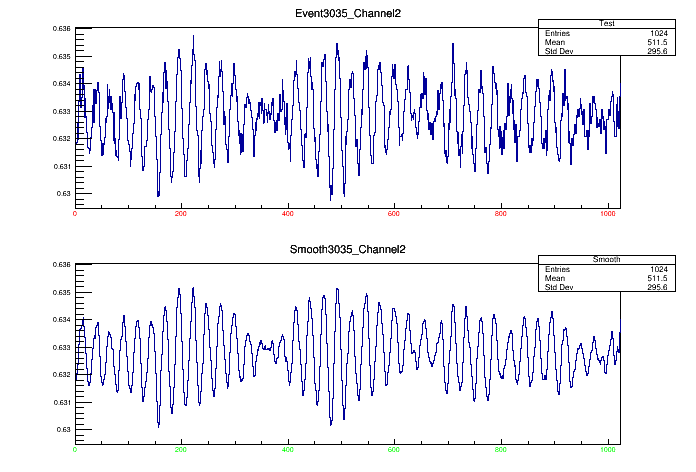 Event3035_Channel2
Test
Entries 1024
Mean 511.5
Std Dev 295.6
0.636
0.635
0.634
0.633
0.632
0.631
0.63
0 200 400 600 800 1000
Smooth3035_Channel2
Smooth
Entries 1024
Mean 511.5
Std Dev 295.6
0.636
0.635
0.634
0.633
0.632
0.631
0.63
0 200 400 600 800 1000